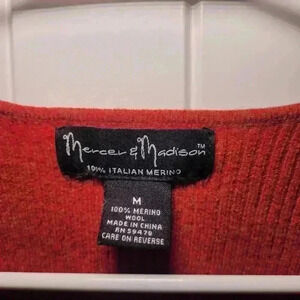 Mercer & Madison™
100% ITALIAN MERINO
M
100% MERINO
WOOL
MADE IN CHINA
RN 59479
CARE ON REVERSE